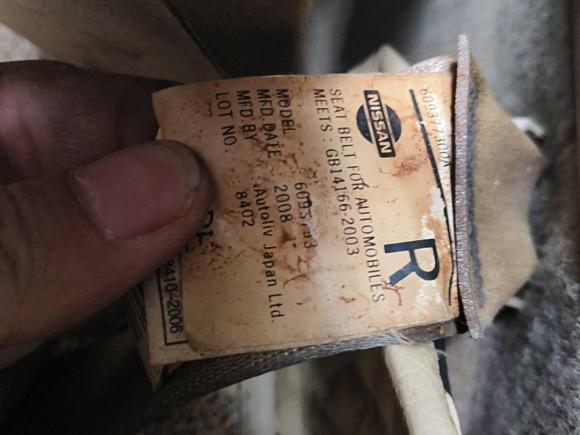 NISSAN
R
SEAT BELT FOR AUTOMOBILES
MEETS : GB14166-2003
MODEL
MFD. DATE 2008
MFD BY : Autoliv Japan Ltd.
LOT NO. 8402